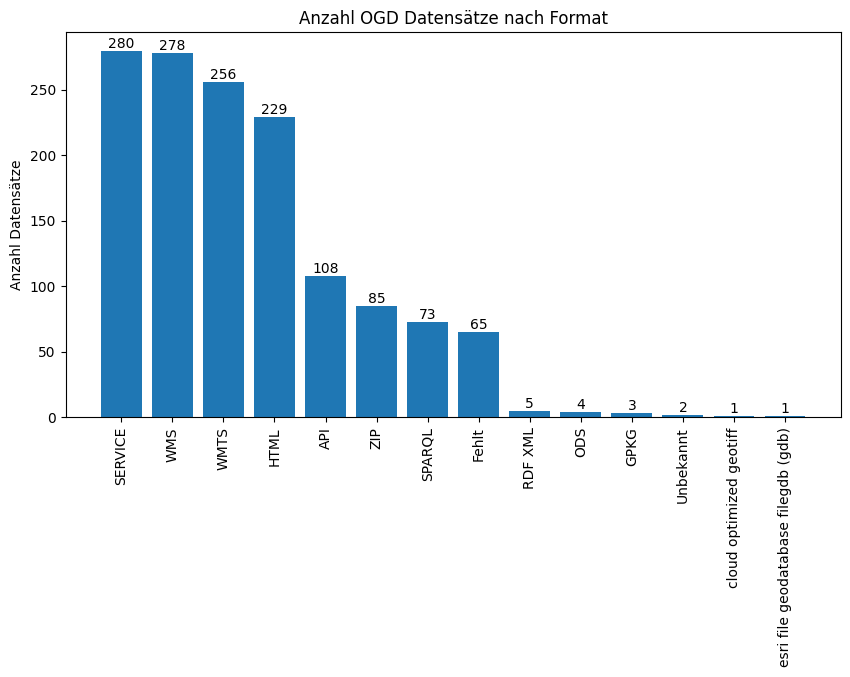 Anzahl OGD Datensätze nach Format
Anzahl Datensätze
250
200
150
100
50
0
280
278
256
229
108
85
73
65
5
4
3
2
1
1
SERVICE
WMS
WMTS
HTML
API
ZIP
SPARQL
Fehlt
RDF XML
ODS
GPKG
Unbekannt
cloud optimized geotiff
esri file geodatabase filegdb (gdb)